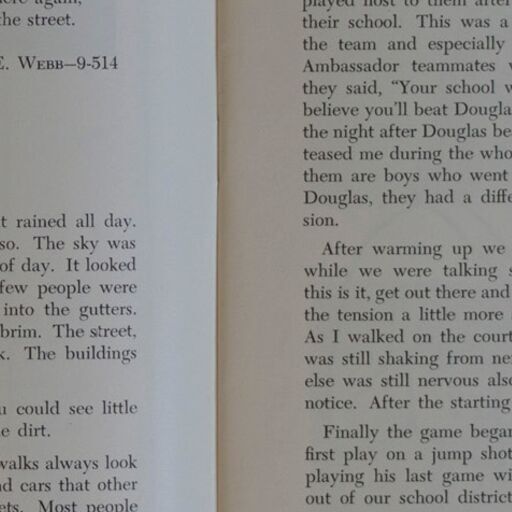 the street.
E. WEBB—9-514
t rained all day.
so. The sky was
of day. It looked
few people were
into the gutters.
brim. The street,
k. The buildings
u could see little
e dirt.
walks always look
d cars that other
ets. Most people
played host to them after
their school. This was a
the team and especially
Ambassador teammates
they said, “Your school w
believe you’ll beat Dougla
the night after Douglas be
teased me during the who
them are boys who went
Douglas, they had a diffe
sion.
After warming up we
while we were talking s
this is it, get out there and
the tension a little more
As I walked on the court
was still shaking from ne
else was still nervous also
notice. After the starting
Finally the game began
first play on a jump shot
playing his last game wi
out of our school district